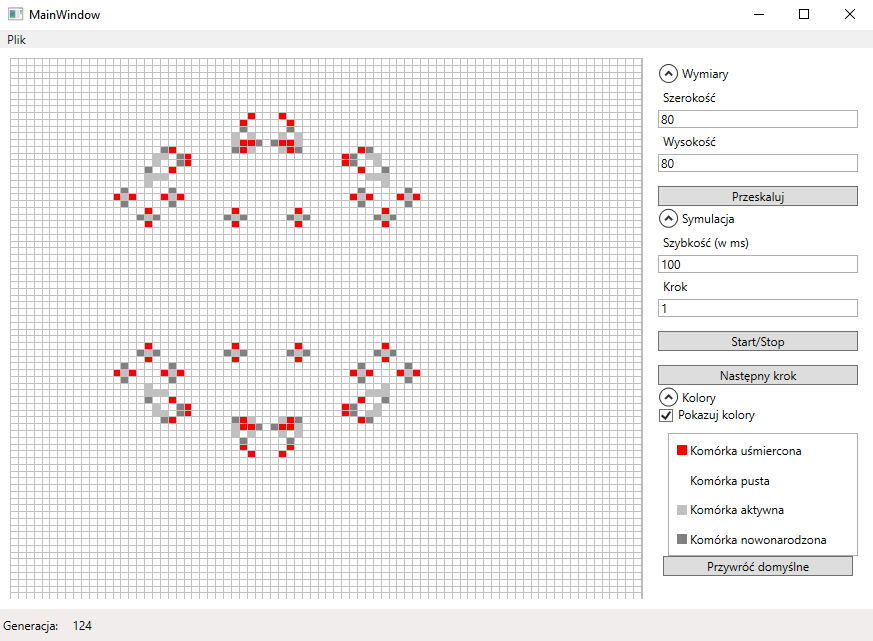 MainWindow
Plik
Wymiary
Szerokość
80
Wysokość
80
Przeskaluj
Symulacja
Szybkość (w ms)
100
Krok
1
Start/Stop
Następny krok
Kolory
Pokazuj kolory
Komórka uśmiercona
Komórka pusta
Komórka aktywna
Komórka nowonarodzona
Przywróć domyślne
Generacja: 124